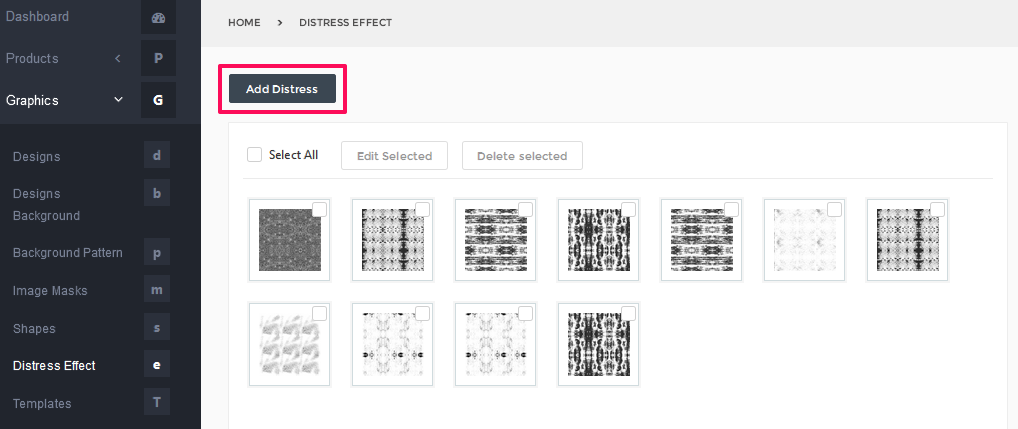 Dashboard
Products P
Graphics G
Designs d
Designs b
Background
Background Pattern p
Image Masks m
Shapes s
Distress Effect e
Templates T
HOME > DISTRESS EFFECT
Add Distress
Select All Edit Selected Delete selected